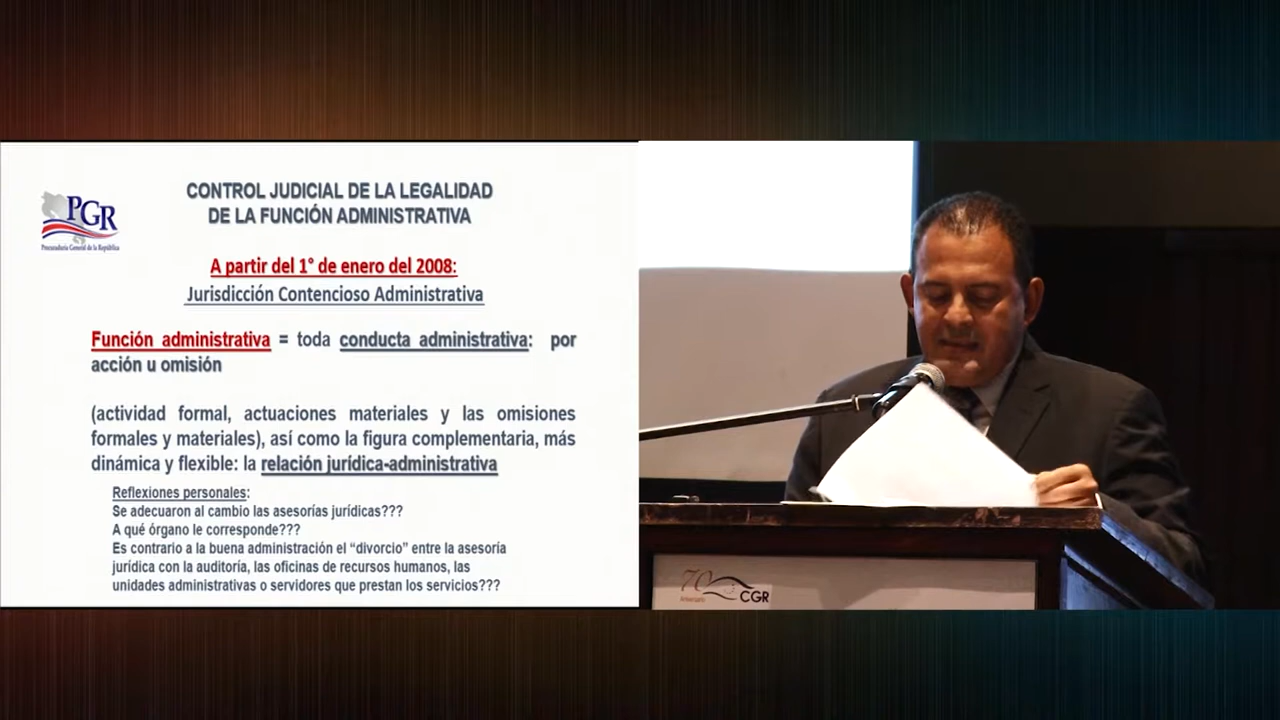 PGR
Procuraduría General de la República
CONTROL JUDICIAL DE LA LEGALIDAD
DE LA FUNCIÓN ADMINISTRATIVA
A partir del 1° de enero del 2008:
Jurisdicción Contencioso Administrativa
Función administrativa = toda conducta administrativa: por
acción u omisión
(actividad formal, actuaciones materiales y las omisiones
formales y materiales), así como la figura complementaria, más
dinámica y flexible: la relación jurídica-administrativa
Reflexiones personales:
Se adecuaron al cambio las asesorías jurídicas???
A qué órgano le corresponde???
Es contrario a la buena administración el “divorcio” entre la asesoría
jurídica con la auditoría, las oficinas de recursos humanos, las
unidades administrativas o servidores que prestan los servicios???
70
Aniversario
CGR